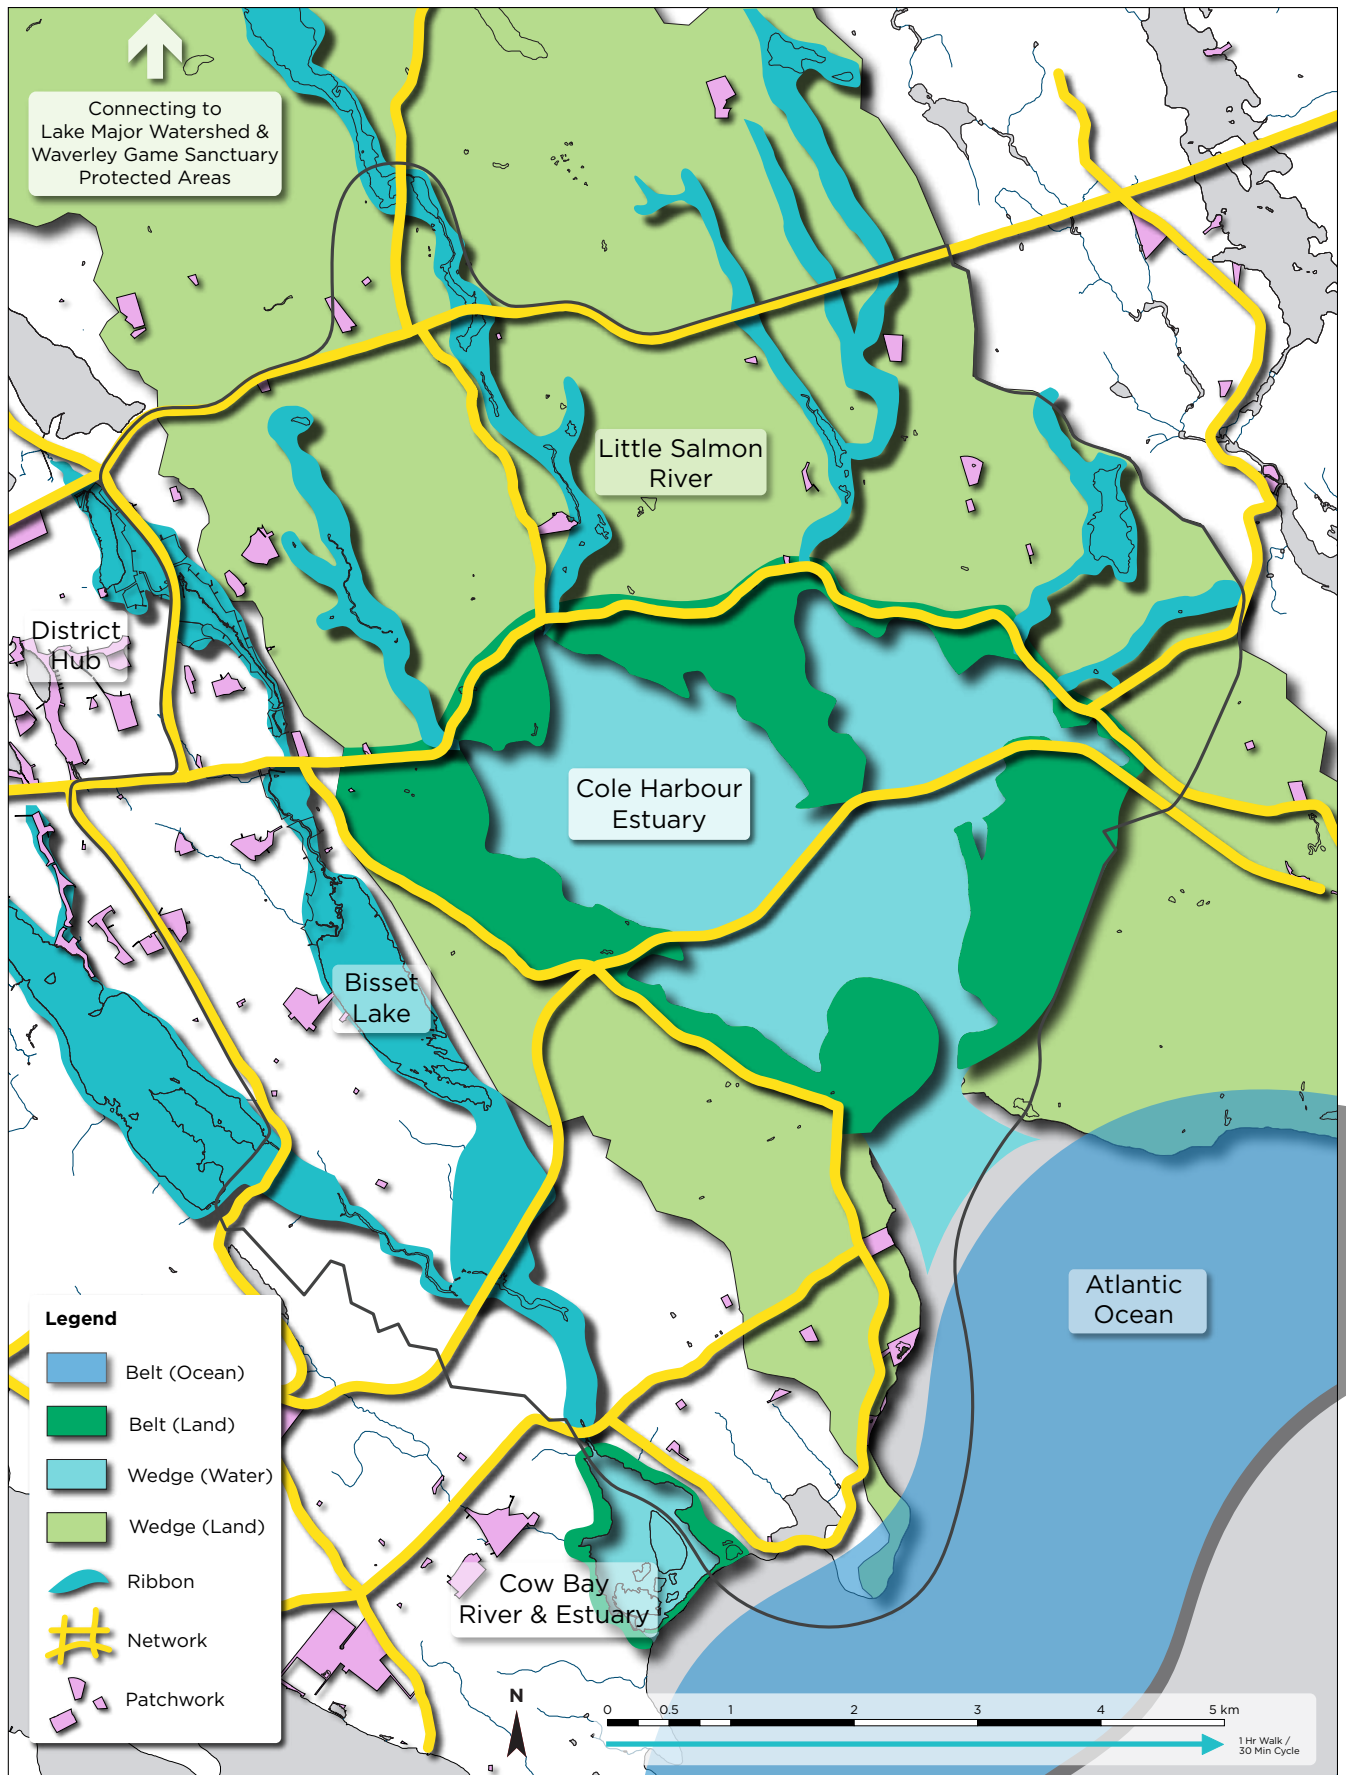 Connecting to
Lake Major Watershed &
Waverley Game Sanctuary
Protected Areas
Little Salmon
River
District
Hub
Cole Harbour
Estuary
Bisset
Lake
Atlantic
Ocean
Legend
Belt (Ocean)
Belt (Land)
Wedge (Water)
Wedge (Land)
Ribbon
Network
Patchwork
Cow Bay
River & Estuary
N
0 0.5 1 2 3 4 5 km
1 Hr Walk /
30 Min Cycle